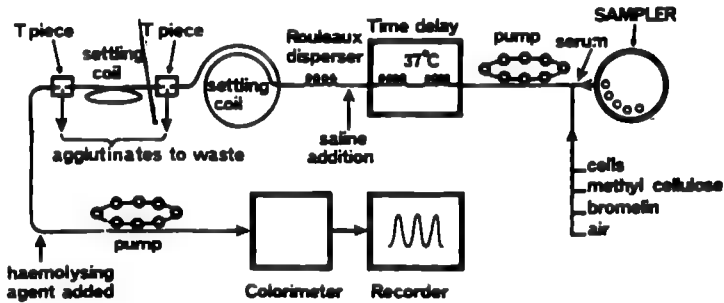 SAMPLER
T piece
T piece
settling
coil
Rouleaux
disperser
Time delay
37°C
pump
serum
settling
coil
saline
addition
agglutinates to waste
cells
methyl cellulose
bromelin
air
pump
haemolysing
agent added
Colorimeter
Recorder